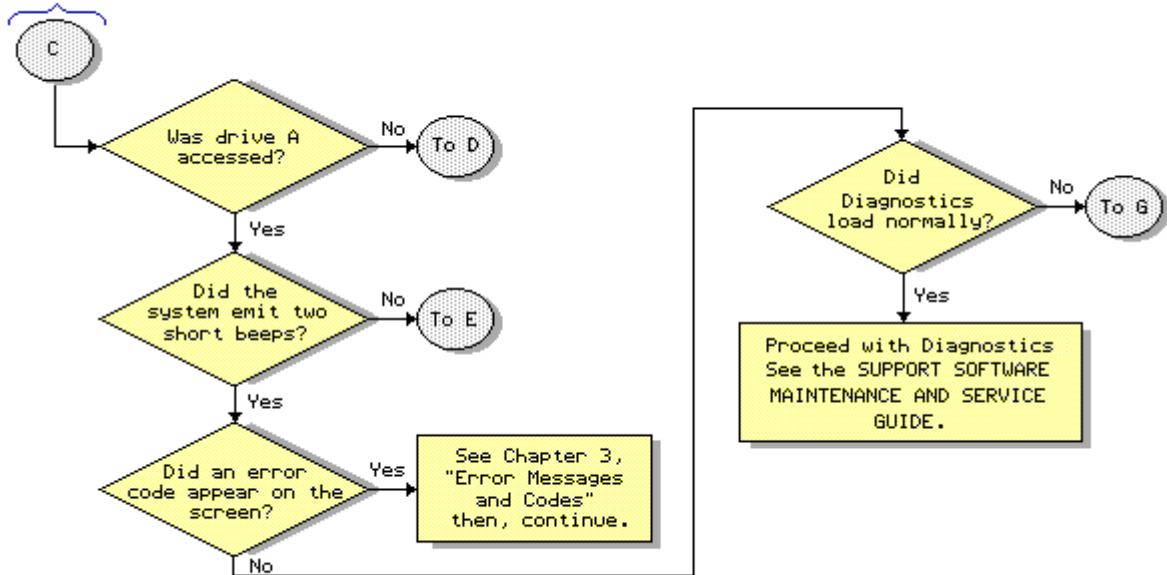 C
Was drive A
accessed?
No
To D
Yes
Did the
system emit two
short beeps?
No
To E
Yes
Did an error
code appear on the
screen?
Yes
See Chapter 3,
"Error Messages
and Codes"
then, continue.
No
Did
Diagnostics
load normally?
No
To G
Yes
Proceed with Diagnostics
See the SUPPORT SOFTWARE
MAINTENANCE AND SERVICE
GUIDE.